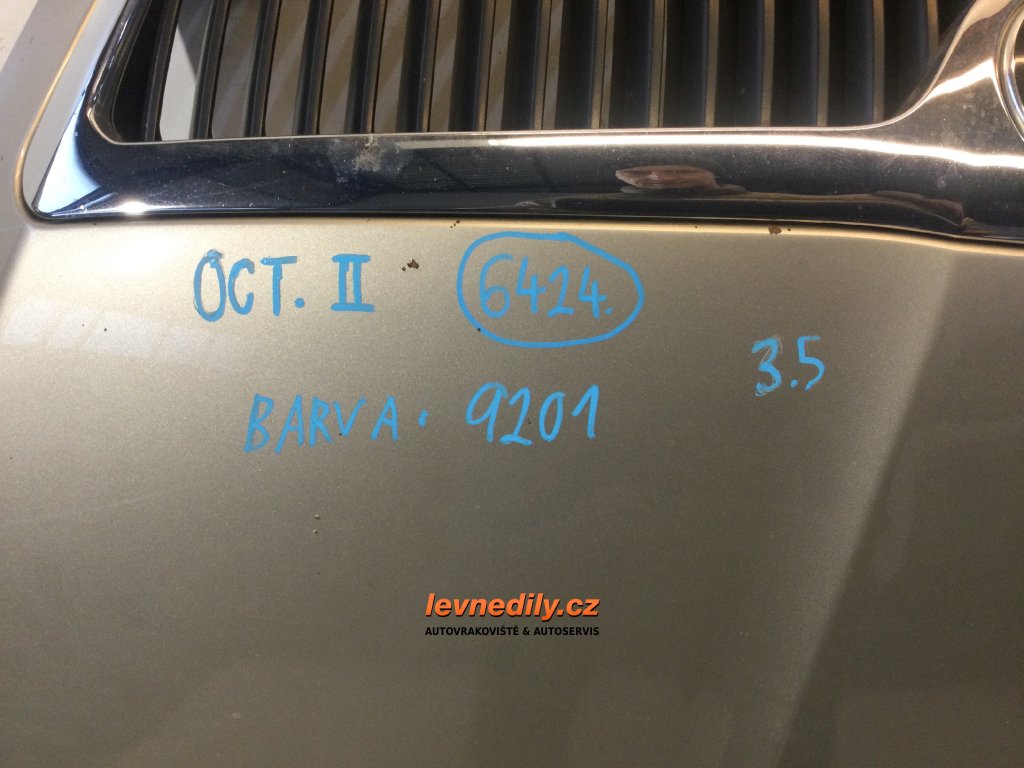 OCT. II 6424.
3.5
BARVA. 9201
levnedily.cz
AUTOVRAKOVIŠTĚ & AUTOSERVIS